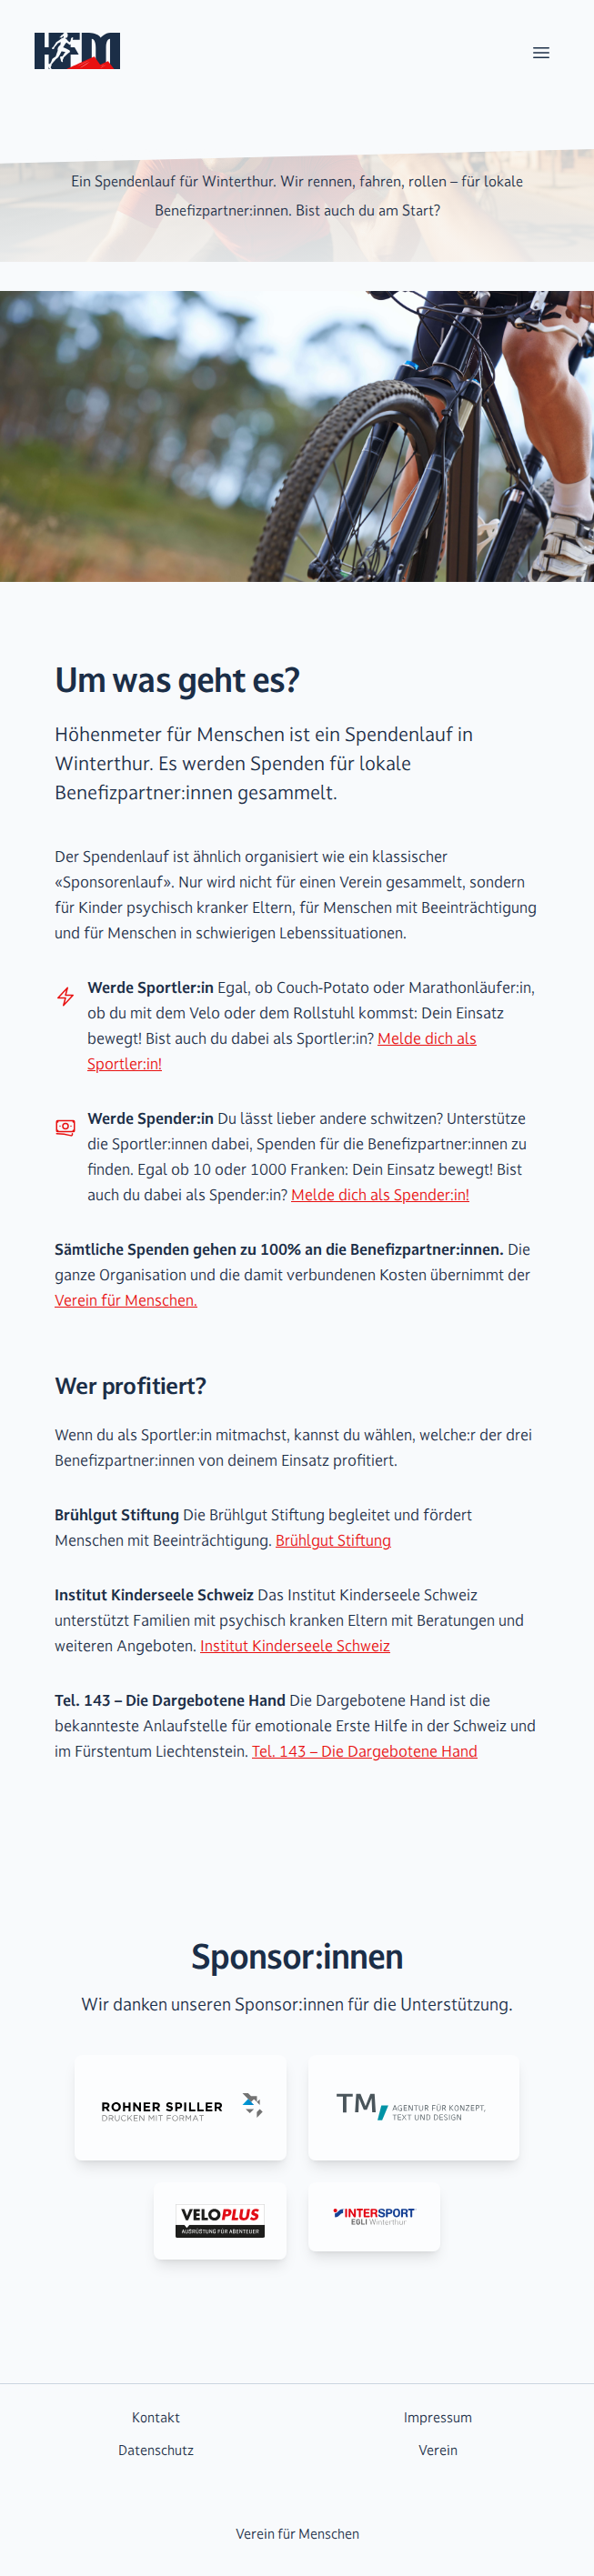 HFM
Ein Spendenlauf für Winterthur. Wir rennen, fahren, rollen – für lokale
Benefizpartner:innen. Bist auch du am Start?
Um was geht es?
Höhenmeter für Menschen ist ein Spendenlauf in
Winterthur. Es werden Spenden für lokale
Benefizpartner:innen gesammelt.
Der Spendenlauf ist ähnlich organisiert wie ein klassischer
«Sponsorenlauf». Nur wird nicht für einen Verein gesammelt, sondern
für Kinder psychisch kranker Eltern, für Menschen mit Beeinträchtigung
und für Menschen in schwierigen Lebenssituationen.
Werde Sportler:in Egal, ob Couch-Potato oder Marathonläufer:in,
ob du mit dem Velo oder dem Rollstuhl kommst: Dein Einsatz
bewegt! Bist auch du dabei als Sportler:in? Melde dich als
Sportler:in!
Werde Spender:in Du lässt lieber andere schwitzen? Unterstütze
die Sportler:innen dabei, Spenden für die Benefizpartner:innen zu
finden. Egal ob 10 oder 1000 Franken: Dein Einsatz bewegt! Bist
auch du dabei als Spender:in? Melde dich als Spender:in!
Sämtliche Spenden gehen zu 100% an die Benefizpartner:innen. Die
ganze Organisation und die damit verbundenen Kosten übernimmt der
Verein für Menschen.
Wer profitiert?
Wenn du als Sportler:in mitmachst, kannst du wählen, welche:r der drei
Benefizpartner:innen von deinem Einsatz profitiert.
Brühlgut Stiftung Die Brühlgut Stiftung begleitet und fördert
Menschen mit Beeinträchtigung. Brühlgut Stiftung
Institut Kinderseele Schweiz Das Institut Kinderseele Schweiz
unterstützt Familien mit psychisch kranken Eltern mit Beratungen und
weiteren Angeboten. Institut Kinderseele Schweiz
Tel. 143 – Die Dargebotene Hand Die Dargebotene Hand ist die
bekannteste Anlaufstelle für emotionale Erste Hilfe in der Schweiz und
im Fürstentum Liechtenstein. Tel. 143 – Die Dargebotene Hand
Sponsor:innen
Wir danken unseren Sponsor:innen für die Unterstützung.
ROHNER SPILLER
DRUCKEN MIT FORMAT
TM, AGENTUR FÜR KONZEPT,
TEXT UND DESIGN
VELOPLUS
AUSRÜSTUNG FÜR ABENTEUER
INTERSPORT
EGLI Winterthur
Kontakt
Impressum
Datenschutz
Verein
Verein für Menschen